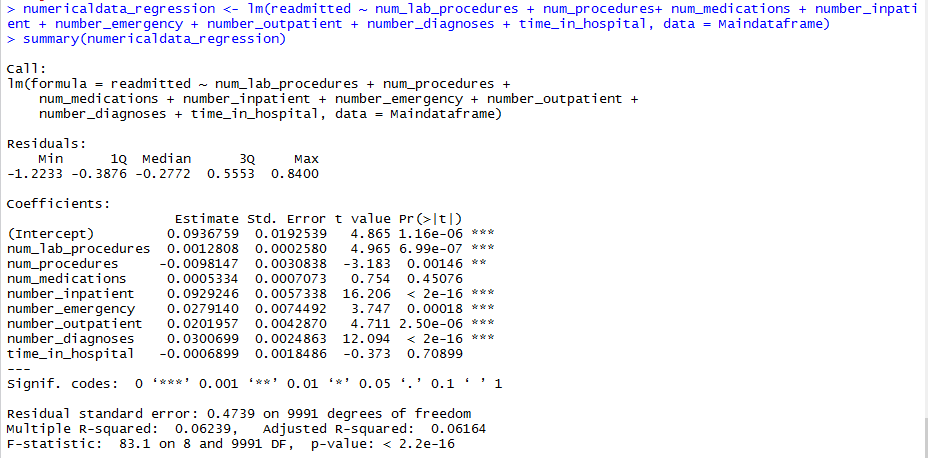 > numericaldata_regression <- lm(readmitted ~ num_lab_procedures + num_procedures+ num_medications + number_inpati
ent + number_emergency + number_outpatient + number_diagnoses + time_in_hospital, data = Maindataframe)
> summary(numericaldata_regression)
Call:
lm(formula = readmitted ~ num_lab_procedures + num_procedures +
num_medications + number_inpatient + number_emergency + number_outpatient +
number_diagnoses + time_in_hospital, data = Maindataframe)
Residuals:
Min 1Q Median 3Q Max
-1.2233 -0.3876 -0.2772 0.5553 0.8400
Coefficients:
Estimate Std. Error t value Pr(>|t|)
(Intercept) 0.0936759 0.0192539 4.865 1.16e-06 ***
num_lab_procedures 0.0012808 0.0002580 4.965 6.99e-07 ***
num_procedures -0.0098147 0.0030838 -3.183 0.00146 **
num_medications 0.0005334 0.0007073 0.754 0.45076
number_inpatient 0.0929246 0.0057338 16.206 < 2e-16 ***
number_emergency 0.0279140 0.0074492 3.747 0.00018 ***
number_outpatient 0.0201957 0.0042870 4.711 2.50e-06 ***
number_diagnoses 0.0300699 0.0024863 12.094 < 2e-16 ***
time_in_hospital -0.0006899 0.0018486 -0.373 0.70899
---
Signif. codes: 0 ‘***’ 0.001 ‘**’ 0.01 ‘*’ 0.05 ‘.’ 0.1 ‘ ’ 1
Residual standard error: 0.4739 on 9991 degrees of freedom
Multiple R-squared: 0.06239, Adjusted R-squared: 0.06164
F-statistic: 83.1 on 8 and 9991 DF, p-value: < 2.2e-16